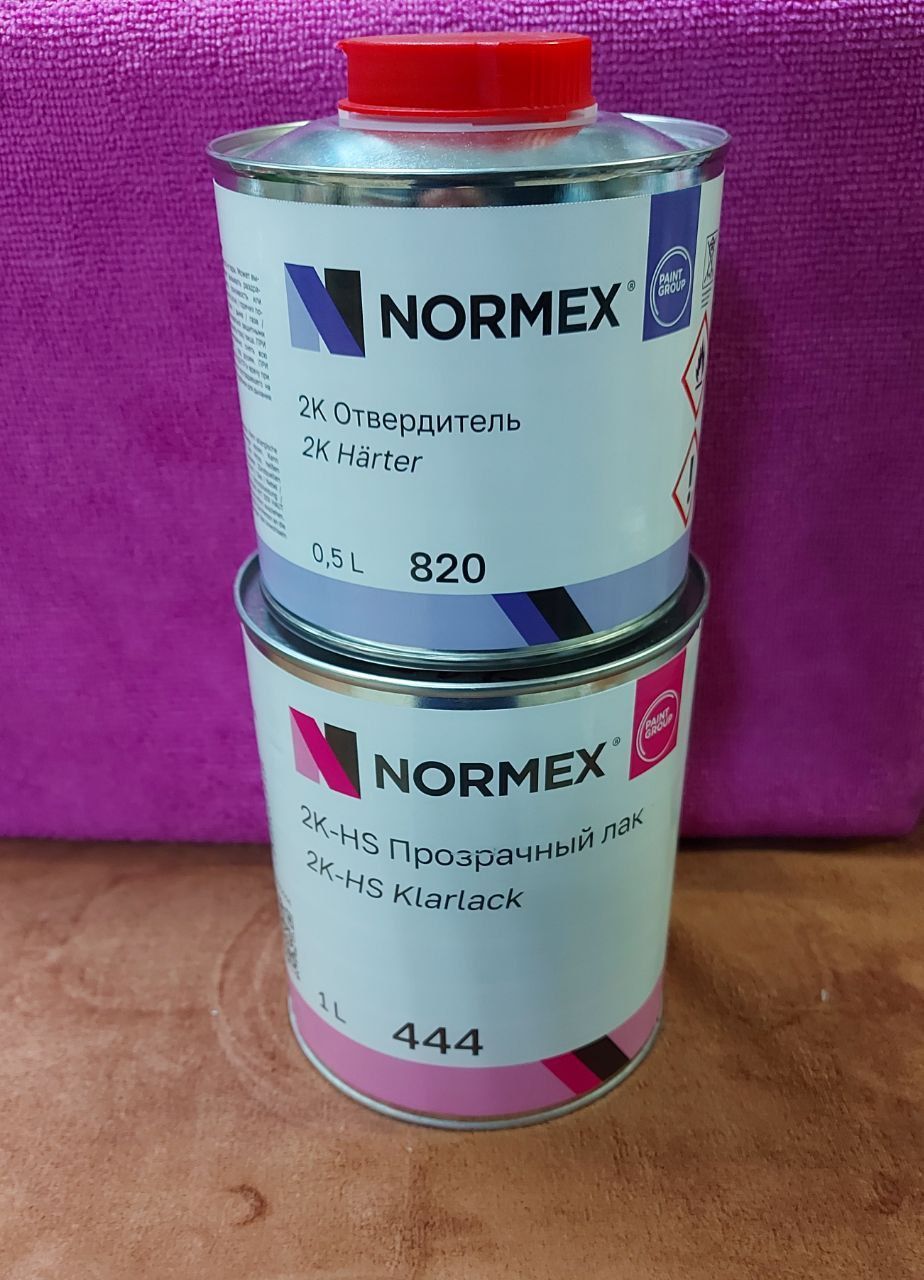 NORMEX®
PAINT
GROUP
2K Отвердитель
2K Härter
0,5 L 820
NORMEX®
PAINT
GROUP
2K-HS Прозрачный лак
2K-HS Klarlack
1 L
444